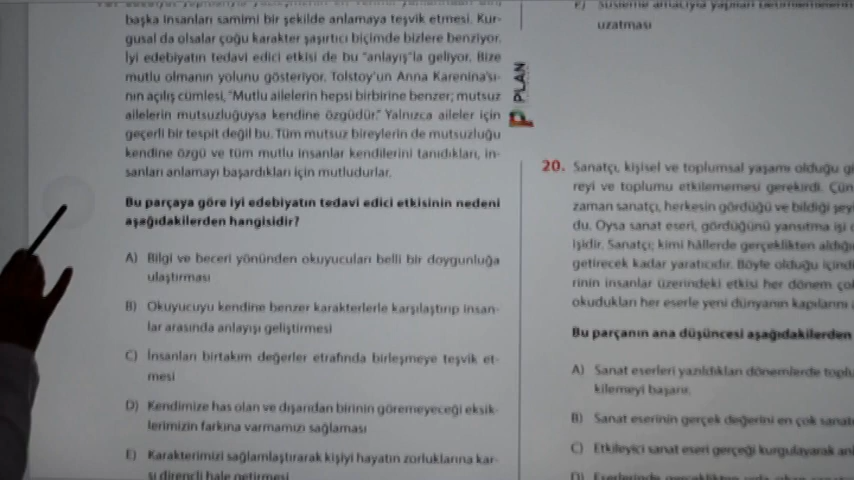 başka insanları samimi bir şekilde anlamaya teşvik etmesi. Kur-
gusal da olsalar çoğu karakter şaşırtıcı biçimde bizlere benziyor.
İyi edebiyatın tedavi edici etkisi de bu "anlayış"la geliyor. Bize
mutlu olmanın yolunu gösteriyor. Tolstoy'un Anna Karenina'sı-
nın açılış cümlesi, "Mutlu ailelerin hepsi birbirine benzer; mutsuz
ailelerin mutsuzluğuysa kendine özgüdür." Yalnızca aileler için
geçerli bir tespit değil bu. Tüm mutsuz bireylerin de mutsuzluğu
kendine özgü ve tüm mutlu insanlar kendilerini tanıdıkları, in-
sanları anlamayı başardıkları için mutludurlar.
Bu parçaya göre iyi edebiyatın tedavi edici etkisinin nedeni
aşağıdakilerden hangisidir?
A) Bilgi ve beceri yönünden okuyucuları belli bir doygunluğa
ulaştırması
B) Okuyucuyu kendine benzer karakterlerle karşılaştırıp insan-
lar arasında anlayışı geliştirmesi
C) İnsanları birtakım değerler etrafında birleşmeye teşvik et-
mesi
D) Kendimize has olan ve dışarıdan birinin göremeyeceği eksik-
lerimizin farkına varmamızı sağlaması
E) Karakterimizi sağlamlaştırarak kişiyi hayatın zorluklarına kar-
şı dirençli hale getirmesi
PLAN
E) Süsleme amacıyla yapılan
uzatması
20. Sanatçı, kişisel ve toplumsal yaşamı olduğu
reyi ve toplumu etkilememesi gerekirdi.
zaman sanatçı, herkesin gördüğü ve bildiği
du. Oysa sanat eseri, gördüğünü yansıtma işi
işidir. Sanatçı; kimi hâllerde gerçeklikten
getirecek kadar yaratıcıdır. Böyle olduğu
rinin insanlar üzerindeki etkisi her dönem
okudukları her eserle yeni dünyanın kapılarını
Bu parçanın ana düşüncesi aşağıdakilerden
A) Sanat eserleri yazıldıkları dönemlerde
kilemeyi başarır.
B) Sanat eserinin gerçek değerini en çok
C) Etkileyici sanat eseri gerçeği kurgulayarak
D)